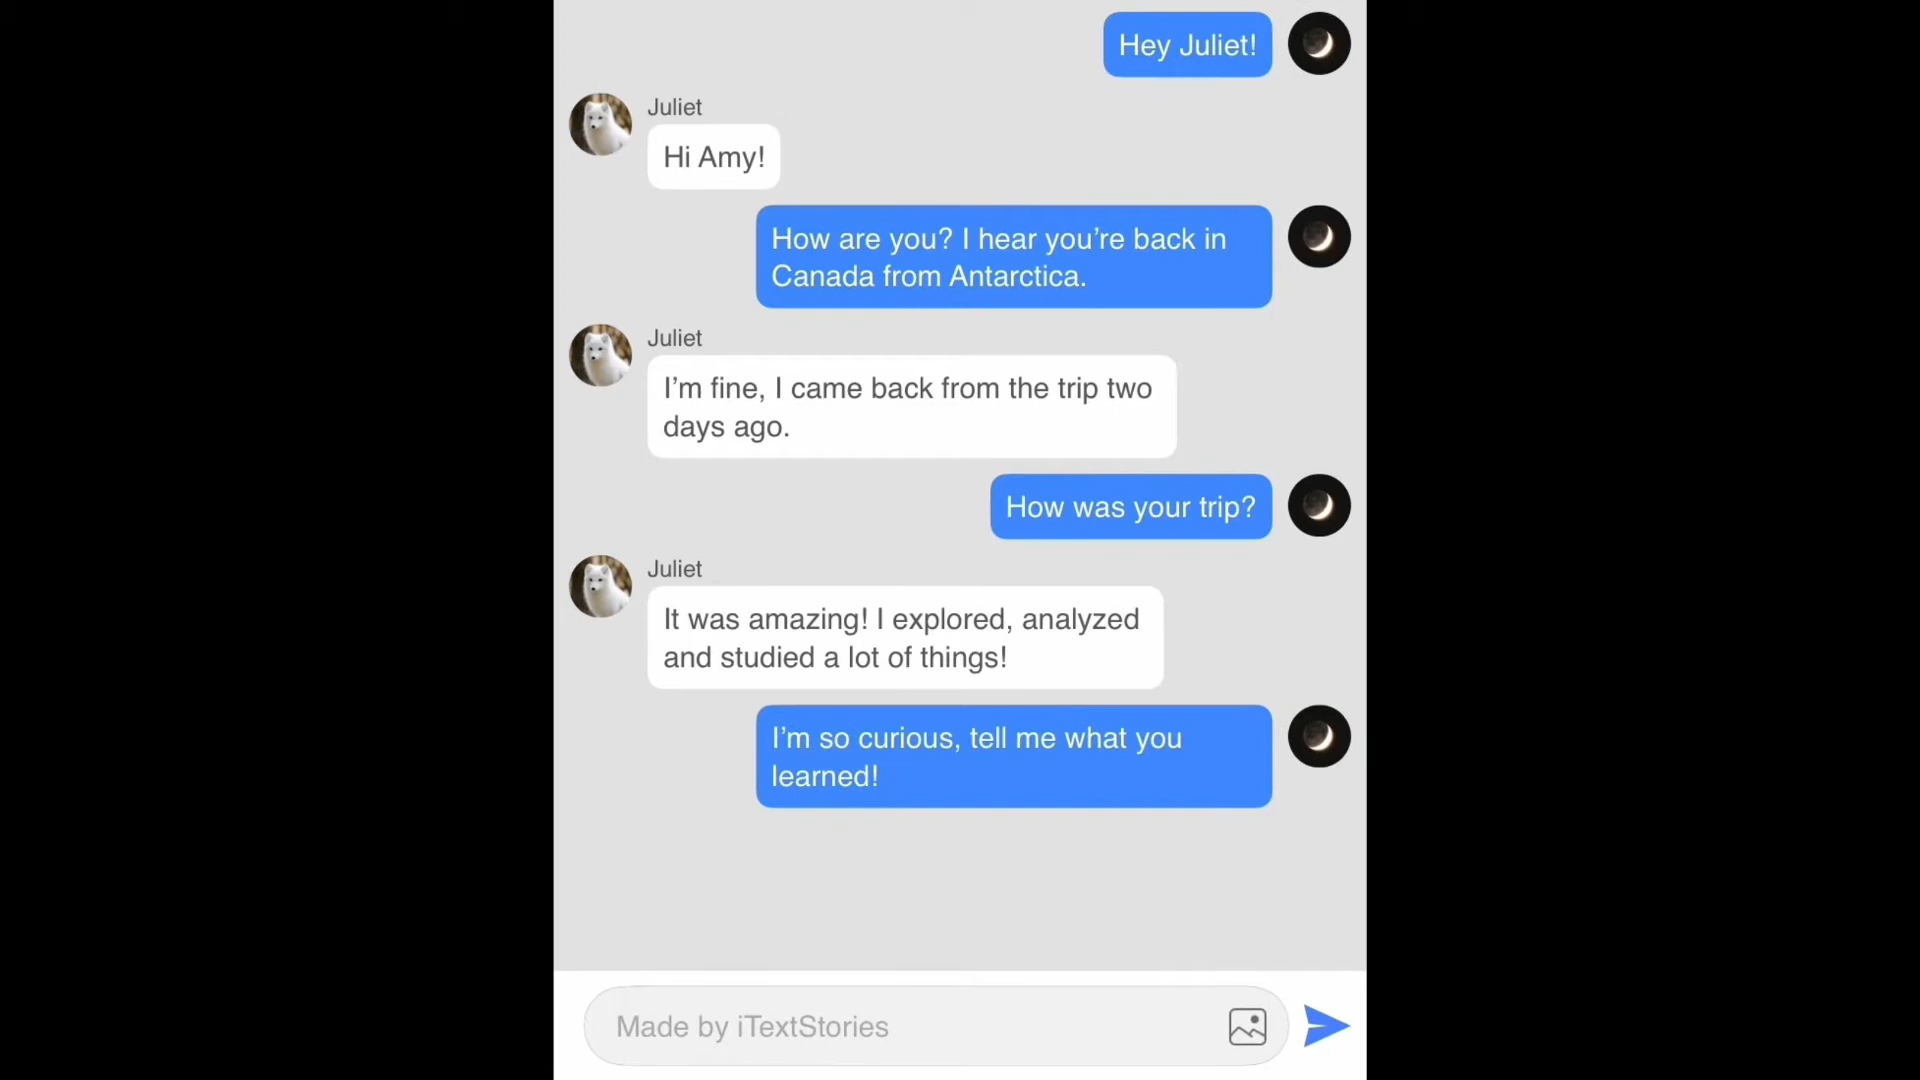 Hey Juliet!
Juliet
Hi Amy!
How are you? I hear you’re back in
Canada from Antarctica.
Juliet
I’m fine, I came back from the trip two
days ago.
How was your trip?
Juliet
It was amazing! I explored, analyzed
and studied a lot of things!
I’m so curious, tell me what you
learned!
Made by iTextStories